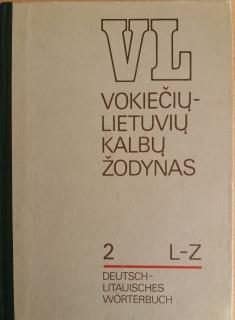 VL
VOKIEČIŲ-
LIETUVIŲ
KALBŲ
ŽODYNAS
2 L-Z
DEUTSCH-
LITAUISCHES
WÖRTERBUCH